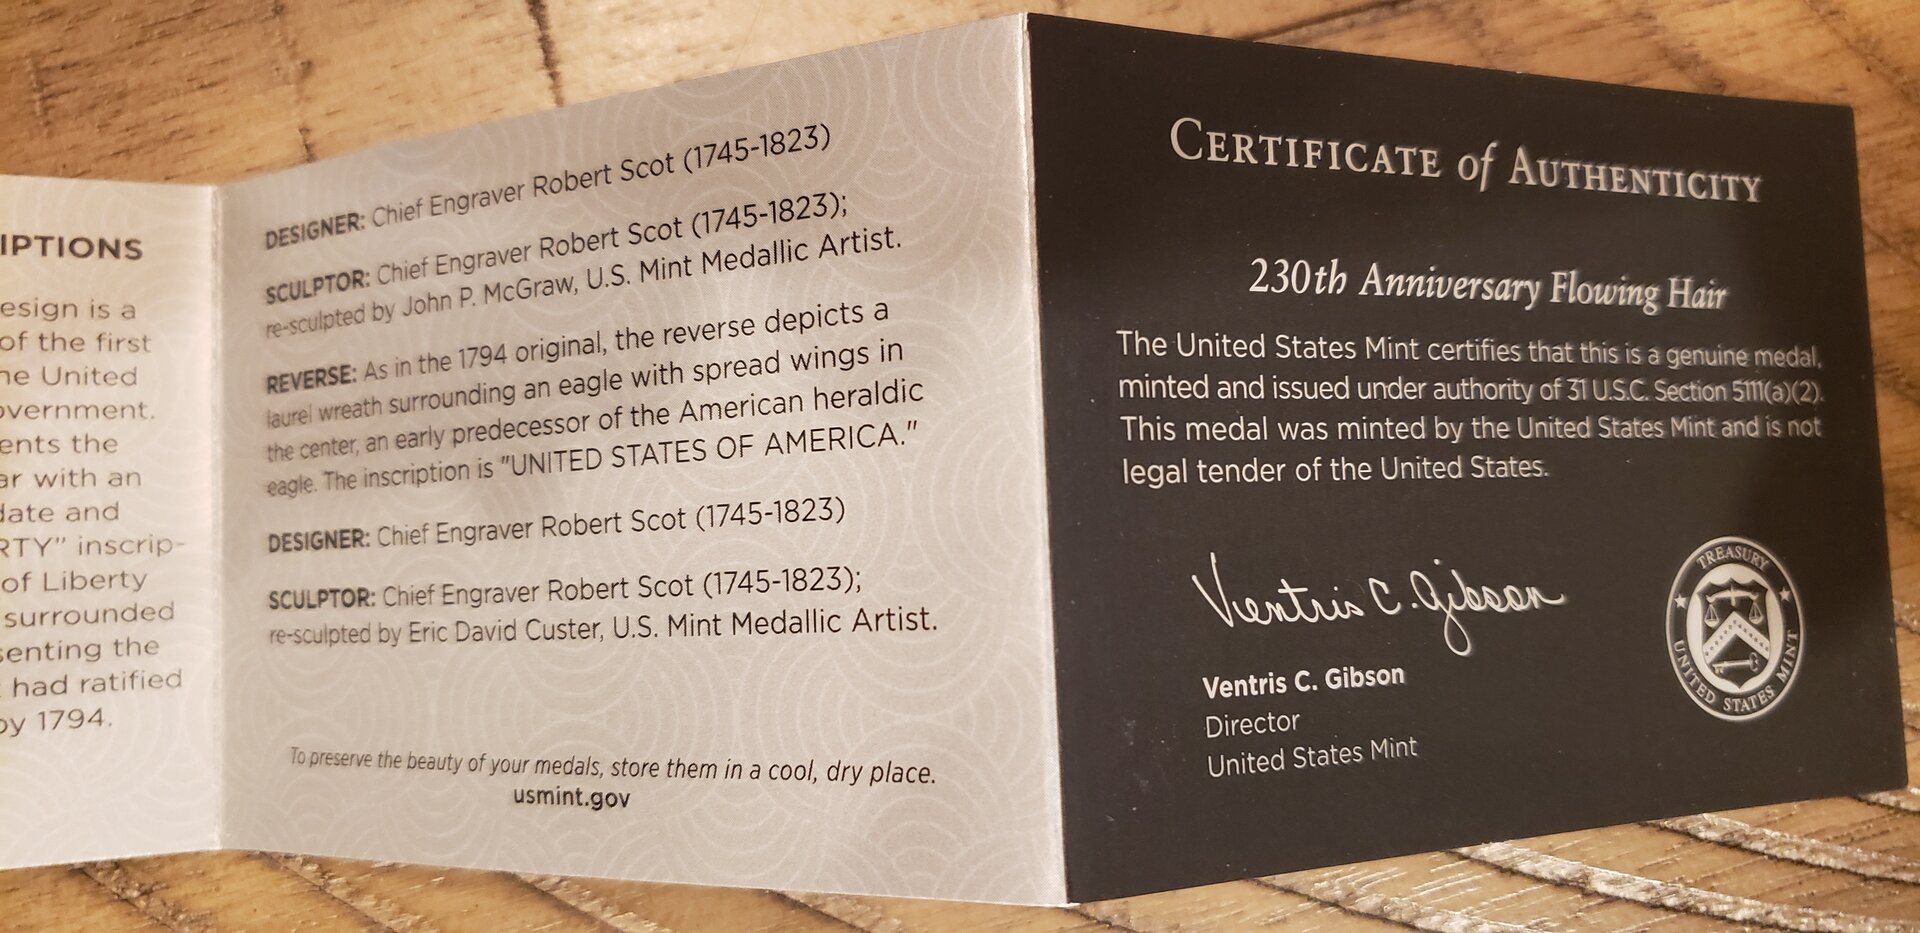 IPTIONS
esign is a
of the first
he United
overnment.
ents the
ar with an
date and
RTY" inscrip-
of Liberty
surrounded
senting the
had ratified
by 1794.
DESIGNER: Chief Engraver Robert Scot (1745-1823)
SCULPTOR: Chief Engraver Robert Scot (1745-1823);
re-sculpted by John P. McGraw, U.S. Mint Medallic Artist.
REVERSE: As in the 1794 original, the reverse depicts a
laurel wreath surrounding an eagle with spread wings in
the center, an early predecessor of the American heraldic
eagle. The inscription is "UNITED STATES OF AMERICA."
DESIGNER: Chief Engraver Robert Scot (1745-1823)
SCULPTOR: Chief Engraver Robert Scot (1745-1823);
re-sculpted by Eric David Custer, U.S. Mint Medallic Artist.
To preserve the beauty of your medals, store them in a cool, dry place.
usmint.gov
CERTIFICATE of AUTHENTICITY
230th Anniversary Flowing Hair
The United States Mint certifies that this is a genuine medal,
minted and issued under authority of 31 U.S.C. Section 5111(a)(2).
This medal was minted by the United States Mint and is not
legal tender of the United States.
Ventris C. Gibson
Ventris C. Gibson
Director
United States Mint
TREASURY
UNITED STATES MINT